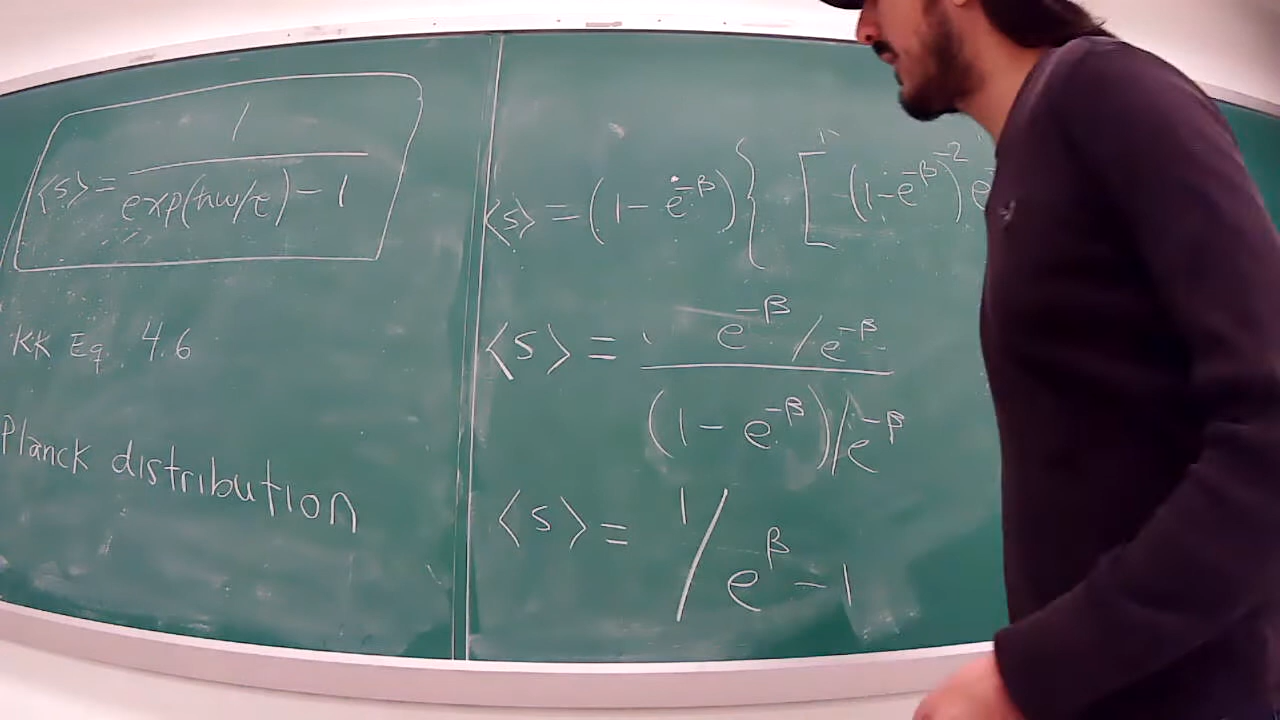 ⟨s⟩ = 1 / (exp(ħω/τ) − 1)
KK Eq 4.6
Planck distribution
⟨s⟩ = (1 − e^−β) { [ (1 − e^−β)^−2 e
⟨s⟩ = e^−β / e^−β
(1 − e^−β) / e^−β
⟨s⟩ = 1 / e^β − 1